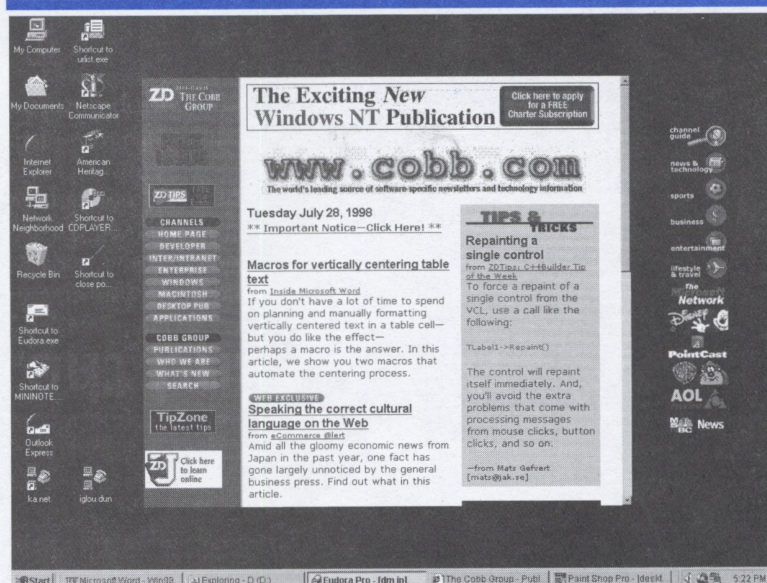 My Computer
Shortcut to
urlist.exe
My Documents
Netscape
Communicator
Internet
Explorer
American
Heritag...
Network
Neighborhood
Shortcut to
CDPLAYER....
Recycle Bin
Shortcut to
close po...
Shortcut to
Eudora.exe
Shortcut to
MININOTE....
Outlook
Express
ka.net
iglou dun
ZD
THE COBB
GROUP
ZD TIPS
CHANNELS
HOME PAGE
DEVELOPER
INTER/INTRANET
ENTERPRISE
WINDOWS
MACINTOSH
DESKTOP PUB
APPLICATIONS
COBB GROUP
PUBLICATIONS
WHO WE ARE
WHAT'S NEW
SEARCH
TipZone
the latest tips
ZD
Click here
to learn
online
The Exciting New
Windows NT Publication
Click here to apply
for a FREE
Charter Subscription
www.cobb.com
The world's leading source of software-specific newsletters and technology information
Tuesday July 28, 1998
** Important Notice—Click Here! **
Macros for vertically centering table
text
from Inside Microsoft Word
If you don't have a lot of time to spend
on planning and manually formatting
vertically centered text in a table cell—
but you do like the effect—
perhaps a macro is the answer. In this
article, we show you two macros that
automate the centering process.
WEB EXCLUSIVE
Speaking the correct cultural
language on the Web
from eCommerce @lert
Amid all the gloomy economic news from
Japan in the past year, one fact has
gone largely unnoticed by the general
business press. Find out what in this
article.
TIPS &
TRICKS
Repainting a
single control
from ZDTips: C++Builder Tip
of the Week
To force a repaint of a
single control from the
VCL, use a call like the
following:
TLabel1->Repaint()
The control will repaint
itself immediately. And,
you'll avoid the extra
problems that come with
processing messages
from mouse clicks, button
clicks, and so on.
—from Mats Gefvert
[mats@jak.se]
channel
guide
news &
technology
sports
business
entertainment
lifestyle
& travel
The
Microsoft
Network
DISNEY
PointCast
AOL
MSNBC News
Start
Microsoft Word - Win98
Exploring - D (D:)
Eudora Pro - [dm in]
The Cobb Group - Publ
Paint Shop Pro - [deskt
5:22 PM